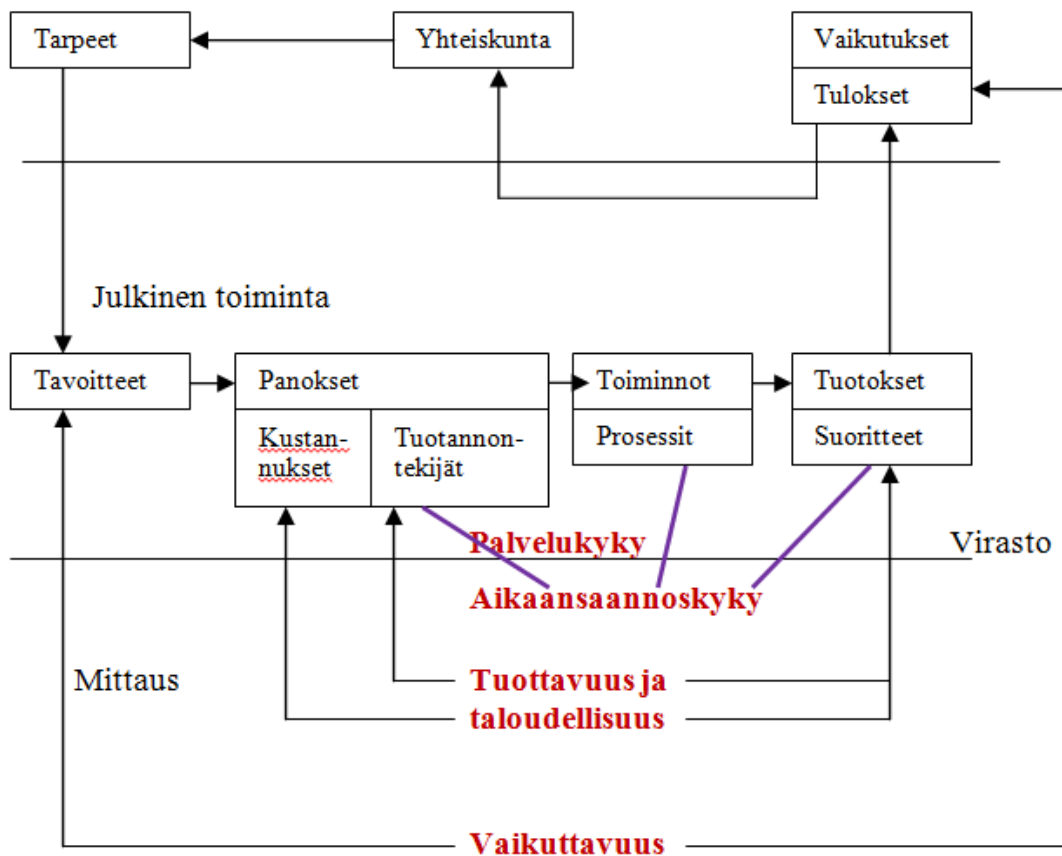 Tarpeet
Yhteiskunta
Vaikutukset
Tulokset
Julkinen toiminta
Tavoitteet
Panokset
Toiminnot
Tuotokset
Kustan-
nukset
Tuotannon-
tekijät
Prosessit
Suoritteet
Palvelukyky
Virasto
Aikaansaannoskyky
Mittaus
Tuottavuus ja
taloudellisuus
Vaikuttavuus